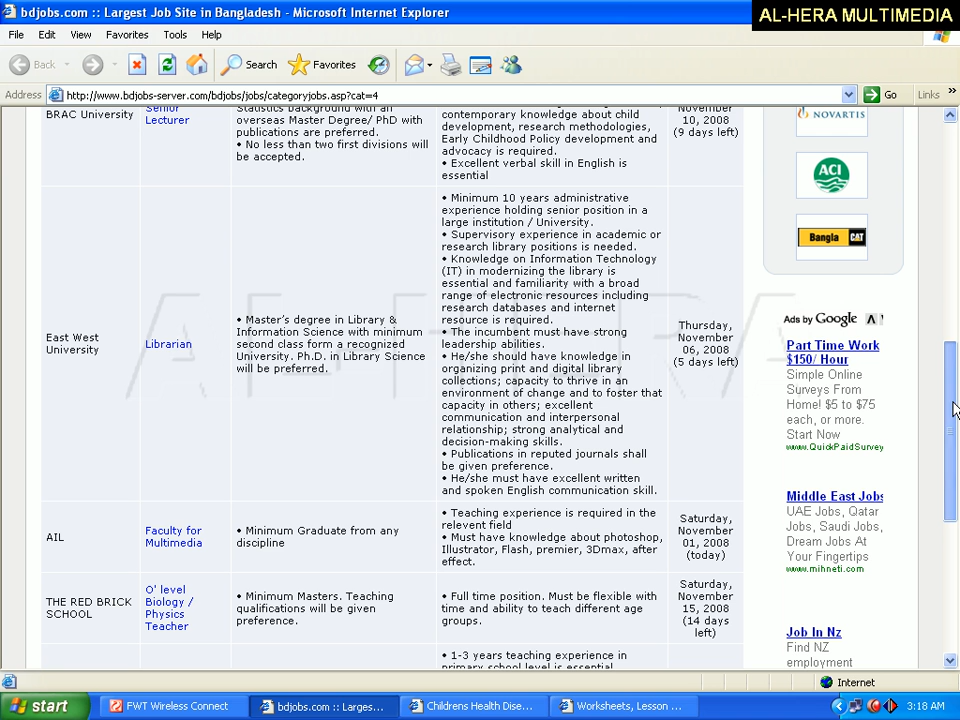 bdjobs.com :: Largest Job Site in Bangladesh - Microsoft Internet Explorer
AL-HERA MULTIMEDIA
File Edit View Favorites Tools Help
Back Search Favorites
Address http://www.bdjobs-server.com/bdjobs/jobs/categoryjobs.asp?cat=4 Go Links »
BRAC University
Senior
Lecturer
Statistics background with an
overseas Master Degree/ PhD with
publications are preferred.
• No less than two first divisions will
be accepted.
contemporary knowledge about child
development, research methodologies,
Early Childhood Policy development and
advocacy is required.
• Excellent verbal skill in English is
essential
November
10, 2008
(9 days left)
East West
University
Librarian
• Master's degree in Library &
Information Science with minimum
second class form a recognized
University. Ph.D. in Library Science
will be preferred.
• Minimum 10 years administrative
experience holding senior position in a
large institution / University.
• Supervisory experience in academic or
research library positions is needed.
• Knowledge on Information Technology
(IT) in modernizing the library is
essential and familiarity with a broad
range of electronic resources including
research databases and internet
resource is required.
• The incumbent must have strong
leadership abilities.
• He/she should have knowledge in
organizing print and digital library
collections; capacity to thrive in an
environment of change and to foster that
capacity in others; excellent
communication and interpersonal
relationship; strong analytical and
decision-making skills.
• Publications in reputed journals shall
be given preference.
• He/she must have excellent written
and spoken English communication skill.
Thursday,
November
06, 2008
(5 days left)
AIL
Faculty for
Multimedia
• Minimum Graduate from any
discipline
• Teaching experience is required in the
relevent field
• Must have knowledge about photoshop,
Illustrator, Flash, premier, 3Dmax, after
effect.
Saturday,
November
01, 2008
(today)
THE RED BRICK
SCHOOL
O' level
Biology /
Physics
Teacher
• Minimum Masters. Teaching
qualifications will be given
preference.
• Full time position. Must be flexible with
time and ability to teach different age
groups.
Saturday,
November
15, 2008
(14 days
left)
• 1-3 years teaching experience in
primary school level is essential
NOVARTIS
ACI
Bangla CAT
Ads by Google
Part Time Work
$150/ Hour
Simple Online
Surveys From
Home! $5 to $75
each, or more.
Start Now
www.QuickPaidSurvey
Middle East Jobs
UAE Jobs, Qatar
Jobs, Saudi Jobs,
Dream Jobs At
Your Fingertips
www.mihneti.com
Job In Nz
Find NZ
employment
AL-HERA
Internet
start FWT Wireless Connect bdjobs.com :: Larges... Childrens Health Dise... Worksheets, Lesson ... 3:18 AM